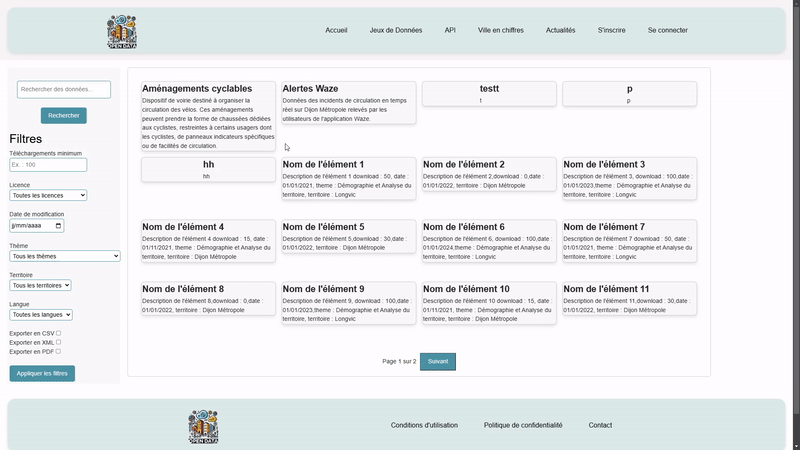 OPEN DATA
Accueil
Jeux de Données
API
Ville en chiffres
Actualités
S'inscrire
Se connecter
Rechercher des données...
Rechercher
Filtres
Téléchargements minimum
Ex. : 100
Licence
Toutes les licences
Date de modification
jj/mm/aaaa
Thème
Tous les thèmes
Territoire
Tous les territoires
Langue
Toutes les langues
Exporter en CSV
Exporter en XML
Exporter en PDF
Appliquer les filtres
Aménagements cyclables
Dispositif de voirie destiné à organiser la
circulation des vélos. Ces aménagements
peuvent prendre la forme de chaussées dédiées
aux cyclistes, restreintes à certains usagers dont
les cyclistes, de panneaux indicateurs spécifiques
ou de facilités de circulation.
Alertes Waze
Données des incidents de circulation en temps
réel sur Dijon Métropole relevés par les
utilisateurs de l'application Waze.
testt
t
p
p
hh
hh
Nom de l'élément 1
Description de l'élément 1 download : 50, date :
01/01/2021, theme : Démographie et Analyse du
territoire, territoire : Longvic
Nom de l'élément 2
Description de l'élément 2,download : 0,date :
01/01/2022, territoire : Dijon Métropole
Nom de l'élément 3
Description de l'élément 3, download : 100,date :
01/01/2023,theme : Démographie et Analyse du
territoire, territoire : Longvic
Nom de l'élément 4
Description de l'élément 4 download : 15, date :
01/11/2021, theme : Démographie et Analyse du
territoire, territoire : Dijon Métropole
Nom de l'élément 5
Description de l'élément 5,download : 30,date :
01/01/2022, territoire : Dijon Métropole
Nom de l'élément 6
Description de l'élément 6, download : 100,date :
01/01/2024,theme : Démographie et Analyse du
territoire, territoire : Longvic
Nom de l'élément 7
Description de l'élément 7 download : 50, date :
01/01/2021, theme : Démographie et Analyse du
territoire, territoire : Longvic
Nom de l'élément 8
Description de l'élément 8,download : 0,date :
01/01/2022, territoire : Dijon Métropole
Nom de l'élément 9
Description de l'élément 9, download : 100,date :
01/01/2023,theme : Démographie et Analyse du
territoire, territoire : Longvic
Nom de l'élément 10
Description de l'élément 10 download : 15, date :
01/11/2021, theme : Démographie et Analyse du
territoire, territoire : Dijon Métropole
Nom de l'élément 11
Description de l'élément 11,download : 30,date :
01/01/2022, territoire : Dijon Métropole
Page 1 sur 2
Suivant
OPEN DATA
Conditions d'utilisation
Politique de confidentialité
Contact